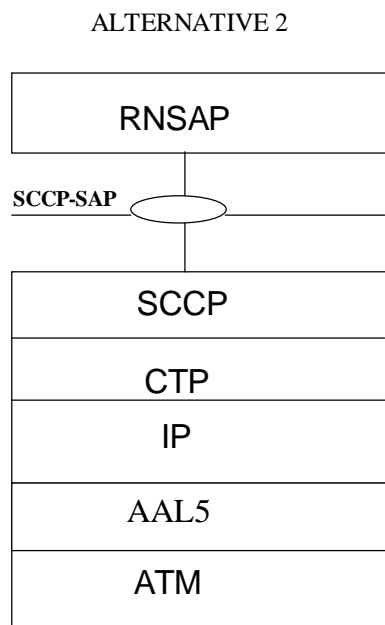 ALTERNATIVE 2
RNSAP
SCCP-SAP
SCCP
CTP
IP
AAL5
ATM